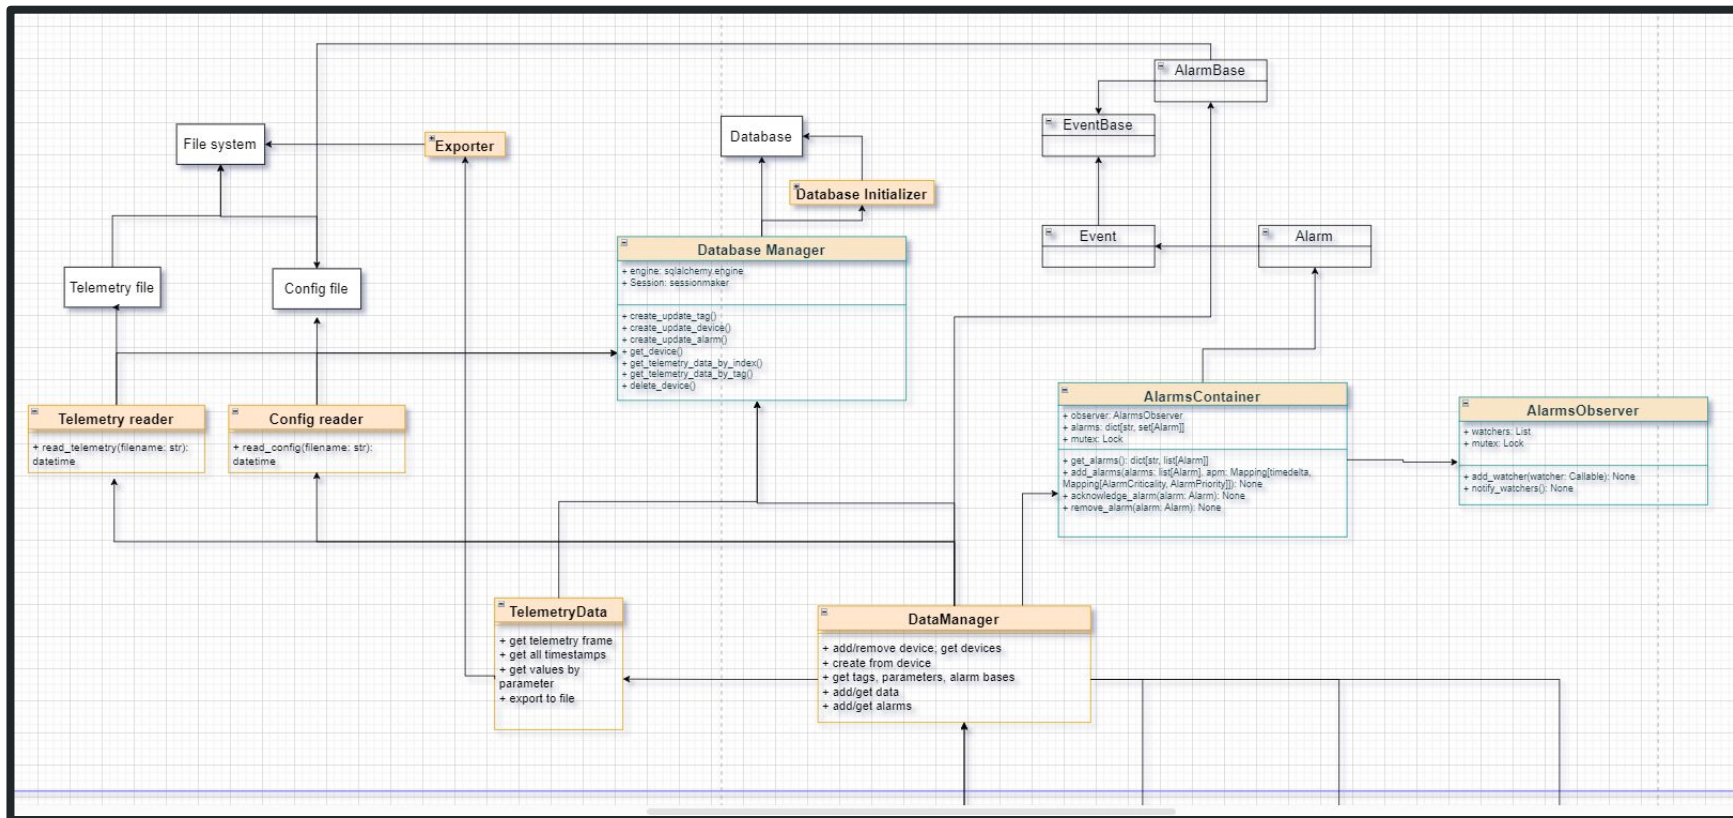 AlarmBase
EventBase
File system
Exporter
Database
Database Initializer
Event
Alarm
Database Manager
+ engine: sqlalchemy.engine
+ Session: sessionmaker
+ create_update_tag()
+ create_update_device()
+ create_update_alarm()
+ get_device()
+ get_telemetry_data_by_index()
+ get_telemetry_data_by_tag()
+ delete_device()
Telemetry file
Config file
Telemetry reader
+ read_telemetry(filename: str):
datetime
Config reader
+ read_config(filename: str):
datetime
AlarmsContainer
+ observer: AlarmsObserver
+ alarms: dict[str, set[Alarm]]
+ mutex: Lock
+ get_alarms(): dict[str, list[Alarm]]
+ add_alarms(alarms: list[Alarm], apm: Mapping[timedelta,
Mapping[AlarmCriticality, AlarmPriority]]): None
+ acknowledge_alarm(alarm: Alarm): None
+ remove_alarm(alarm: Alarm): None
AlarmsObserver
+ watchers: List
+ mutex: Lock
+ add_watcher(watcher: Callable): None
+ notify_watchers(): None
TelemetryData
+ get telemetry frame
+ get all timestamps
+ get values by
parameter
+ export to file
DataManager
+ add/remove device; get devices
+ create from device
+ get tags, parameters, alarm bases
+ add/get data
+ add/get alarms